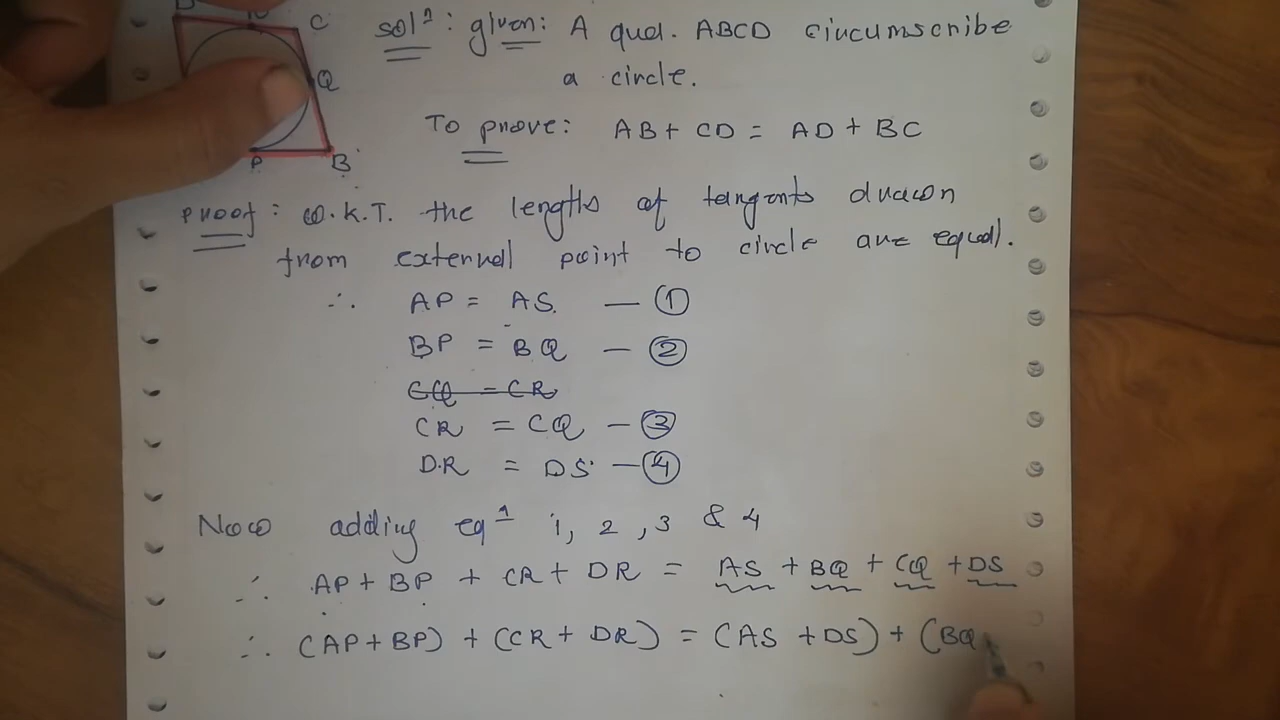 C
Q
P
B
solⁿ : given : A quad. ABCD circumscribe
a circle.
To prove : AB + CD = AD + BC
proof : W.K.T. the lengths of tangents drawn
from external point to circle are equal.
∴ AP = AS. — ①
BP = BQ — ②
CQ = CR
CR = CQ — ③
DR = DS — ④
Now adding eqⁿ 1, 2, 3 & 4
∴ AP + BP + CR + DR = AS + BQ + CQ + DS
∴ (AP + BP) + (CR + DR) = (AS + DS) + (BQ